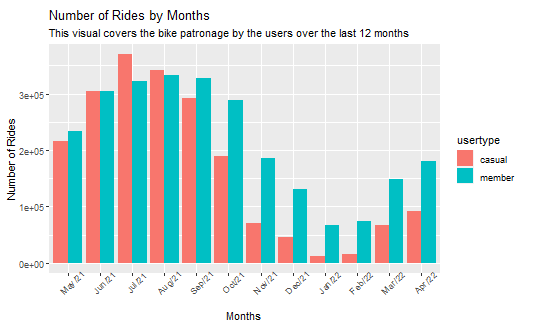 Number of Rides by Months
This visual covers the bike patronage by the users over the last 12 months
Number of Rides
3e+05
2e+05
1e+05
0e+00
May/21
Jun/21
Jul/21
Aug/21
Sep/21
Oct/21
Nov/21
Dec/21
Jan/22
Feb/22
Mar/22
Apr/22
Months
usertype
casual
member